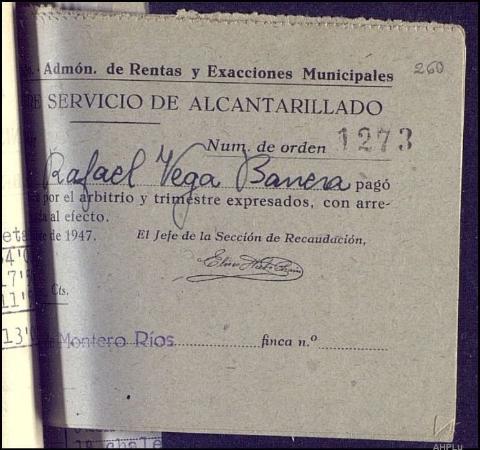 Admón. de Rentas y Exacciones Municipales
260
DE SERVICIO DE ALCANTARILLADO
Num. de orden 1273
Rafael Vega Barrera pagó
por el arbitrio y trimestre expresados, con arre-
al efecto.
de 1947. El Jefe de la Sección de Recaudación,
Cts.
Montero Ríos finca n.º
AHPLu